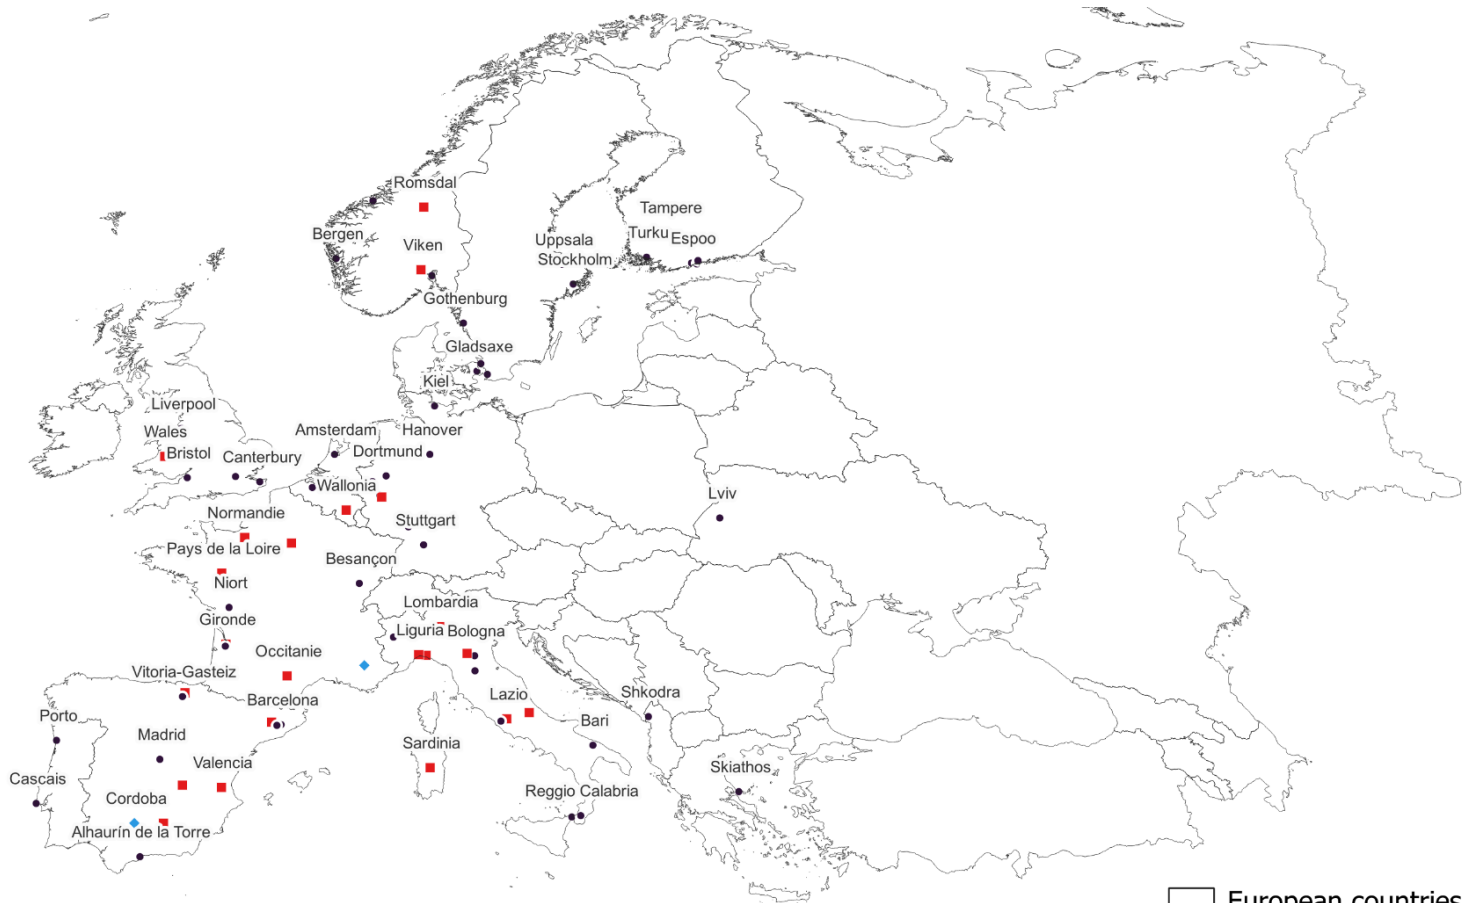 Romsdal
Tampere
Bergen
Viken
Uppsala
Turku
Espoo
Stockholm
Gothenburg
Gladsaxe
Kiel
Liverpool
Wales
Amsterdam
Hanover
Bristol
Canterbury
Dortmund
Wallonia
Lviv
Normandie
Stuttgart
Pays de la Loire
Besançon
Niort
Lombardia
Gironde
Liguria
Bologna
Occitanie
Vitoria-Gasteiz
Barcelona
Lazio
Shkodra
Porto
Bari
Madrid
Sardinia
Valencia
Skiathos
Cascais
Cordoba
Reggio Calabria
Alhaurín de la Torre
European countries